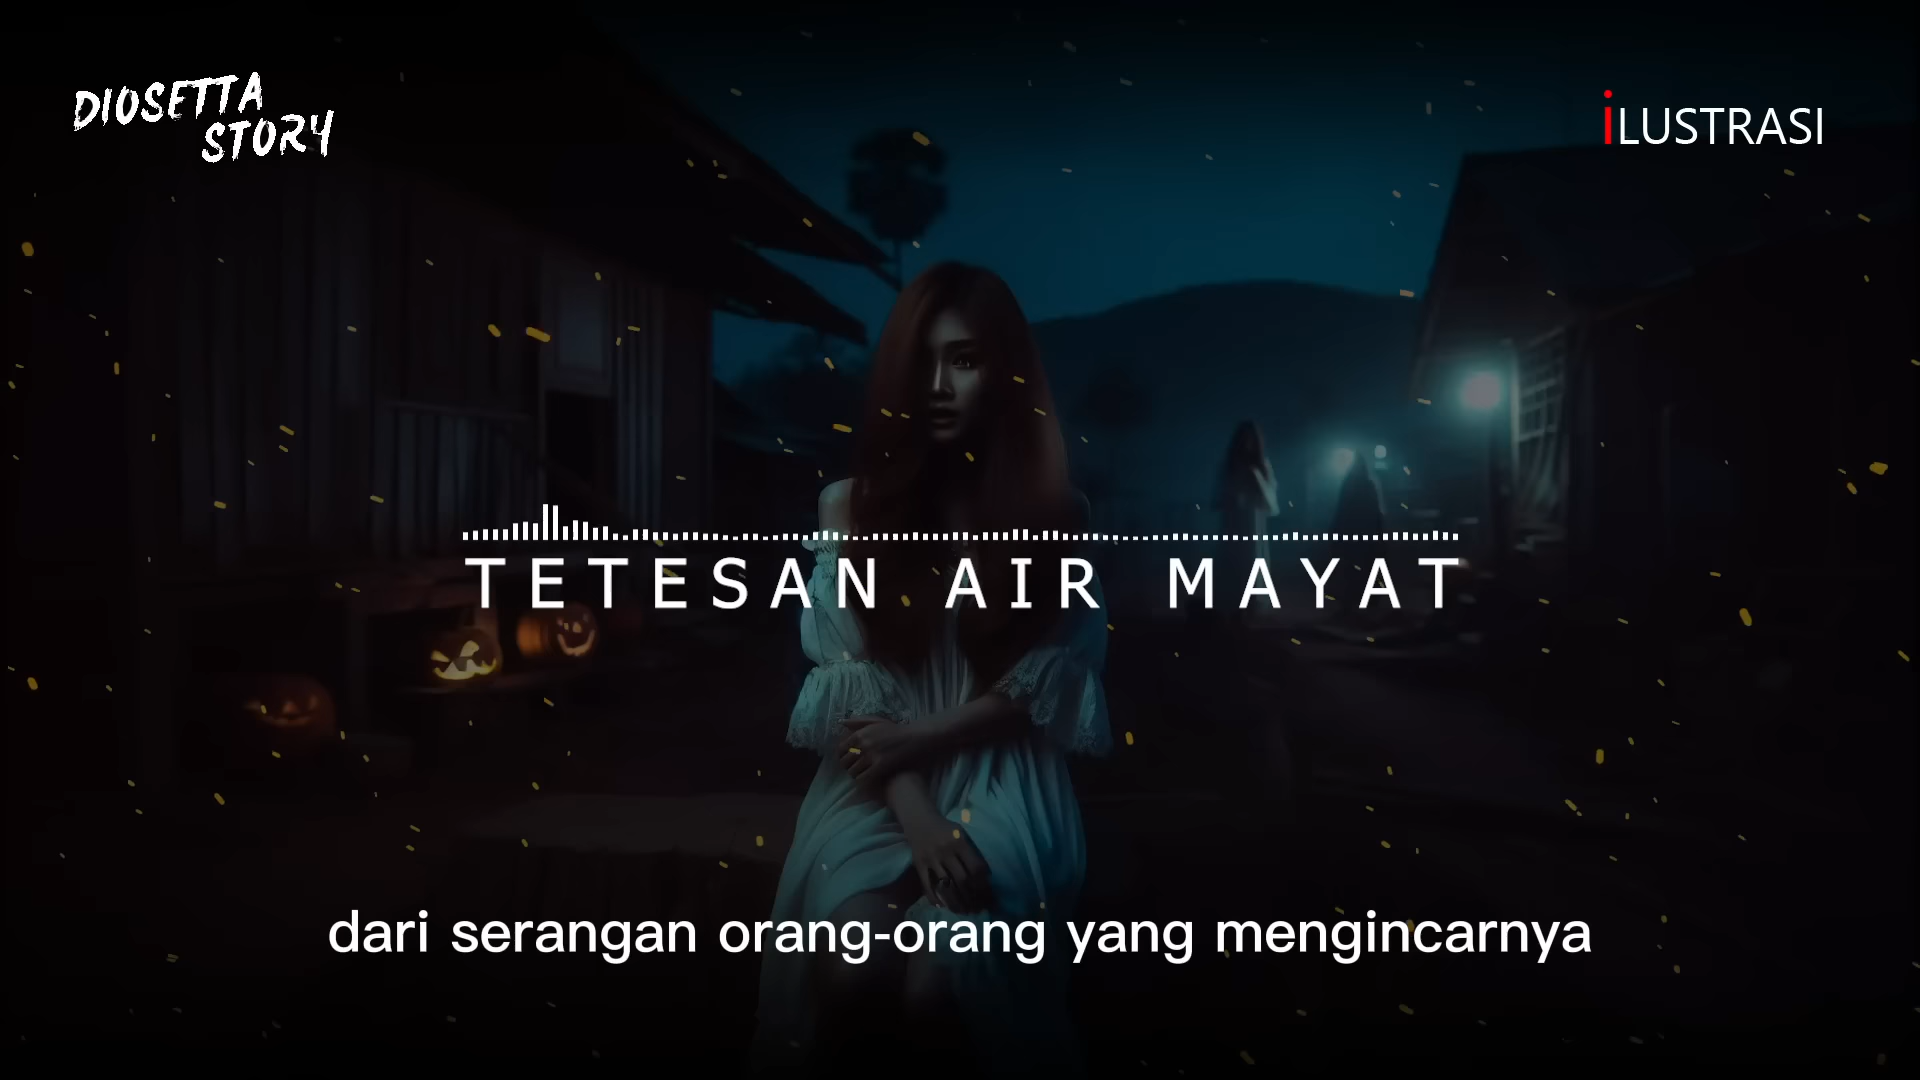 DIOSETTA
STORY
iLUSTRASI
TETESAN AIR MAYAT
dari serangan orang-orang yang mengincarnya